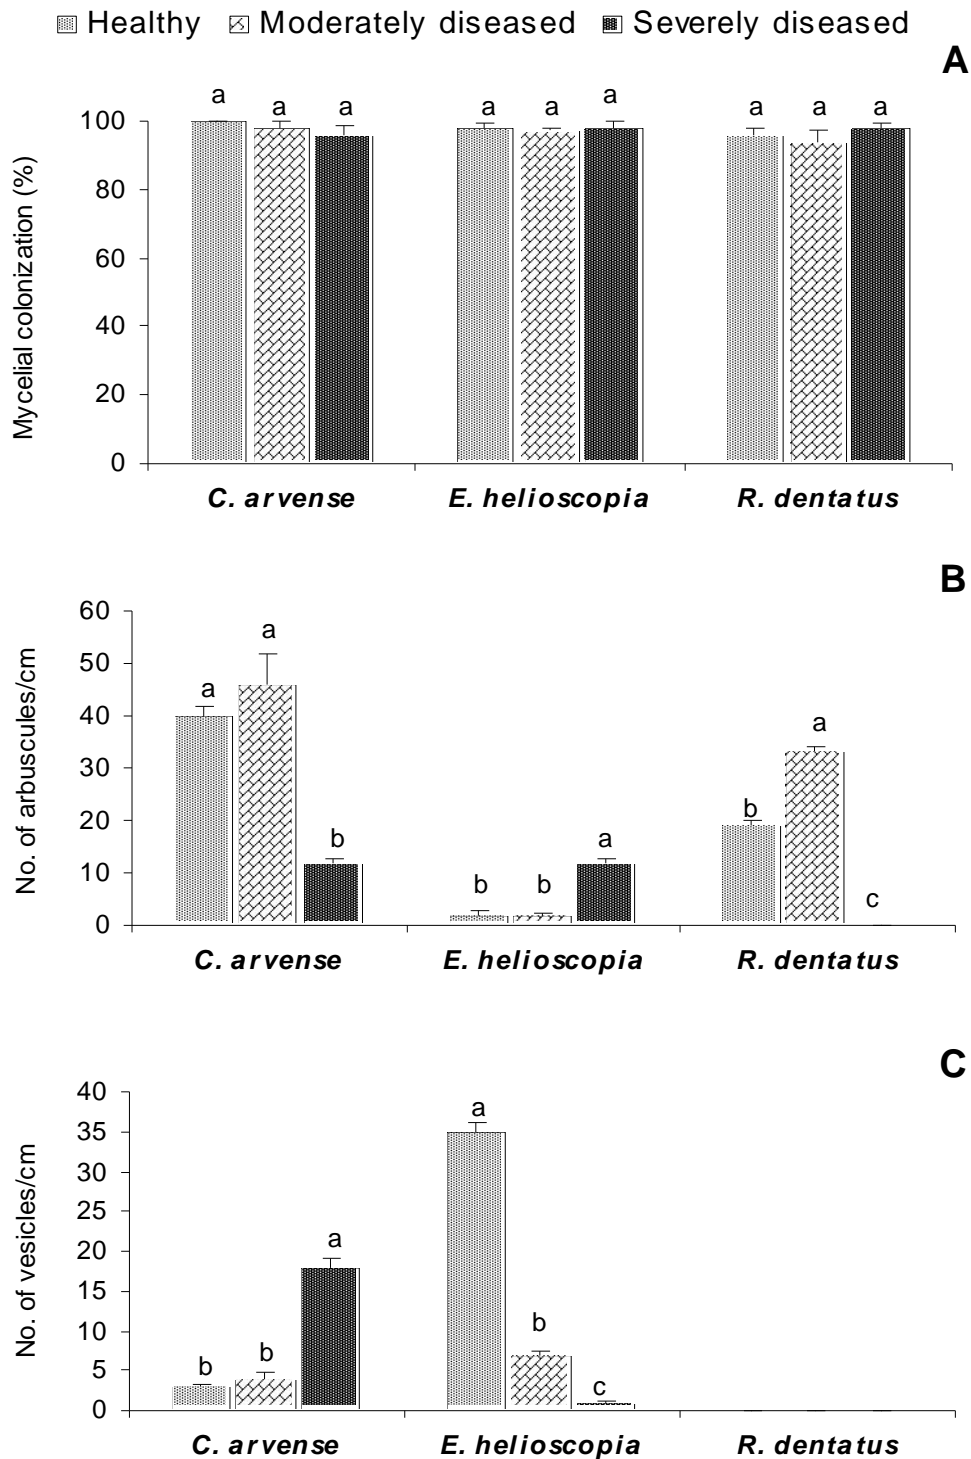 Healthy Moderately diseased Severely diseased
A
a a a a a a a a a
100
80
60
40
20
0
Mycelial colonization (%)
C. arvense E. helioscopia R. dentatus
B
60
50
40
30
20
10
0
No. of arbuscules/cm
a a b b b a b a c
C. arvense E. helioscopia R. dentatus
C
40
35
30
25
20
15
10
5
0
No. of vesicles/cm
b b a a b c
C. arvense E. helioscopia R. dentatus